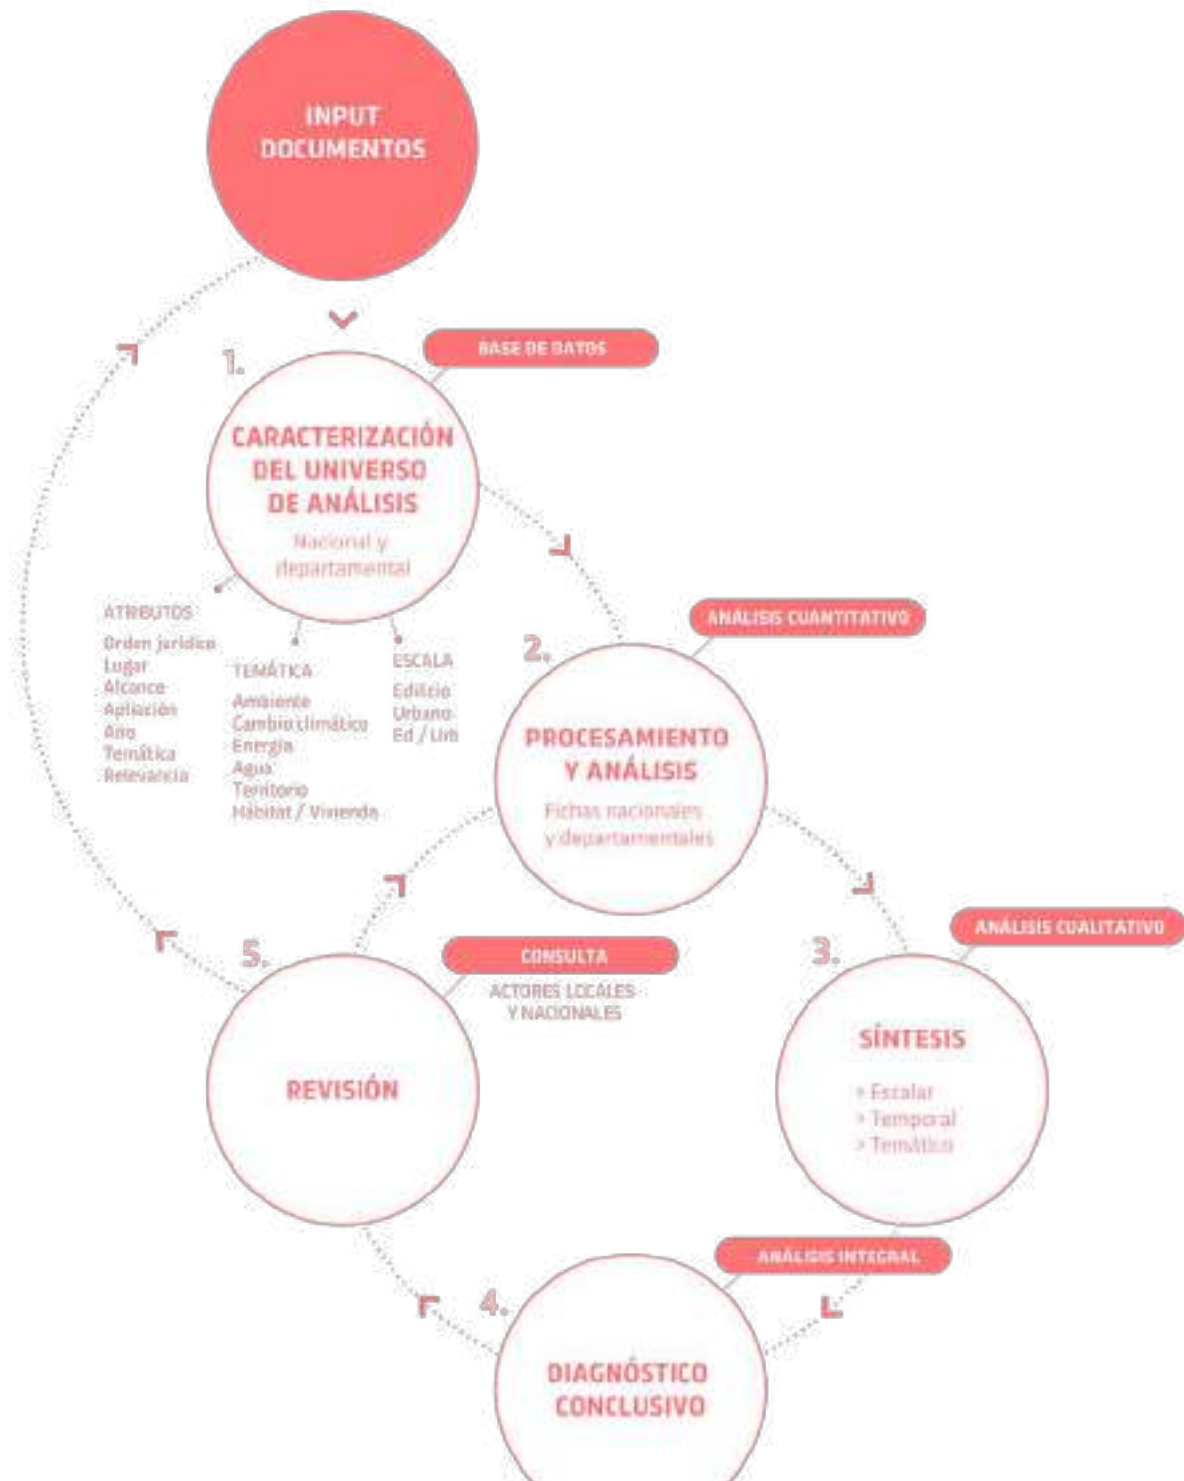 INPUT
DOCUMENTOS
1.
BASE DE DATOS
CARACTERIZACIÓN
DEL UNIVERSO
DE ANÁLISIS
Nacional y
departamental
ATRIBUTOS
Orden jurídico
Lugar
Alcance
Apliación
Año
Temática
Relevancia
TEMÁTICA
Ambiente
Cambio climático
Energía
Agua
Territorio
Hábitat / Vivienda
ESCALA
Edilicio
Urbano
Ed / Urb
2.
ANÁLISIS CUANTITATIVO
PROCESAMIENTO
Y ANÁLISIS
Fichas nacionales
y departamentales
3.
ANÁLISIS CUALITATIVO
SÍNTESIS
> Escalar
> Temporal
> Temático
4.
ANÁLISIS INTEGRAL
DIAGNÓSTICO
CONCLUSIVO
5.
CONSULTA
ACTORES LOCALES
Y NACIONALES
REVISIÓN